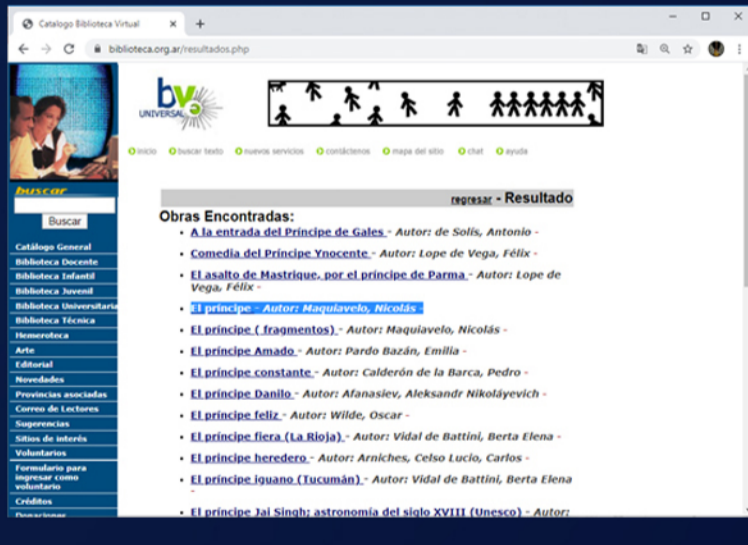 Catalogo Biblioteca Virtual
biblioteca.org.ar/resultados.php
bv
UNIVERSAL
inicio buscar texto nuevos servicios contáctenos mapa del sitio chat ayuda
buscar
Buscar
Catálogo General
Biblioteca Docente
Biblioteca Infantil
Biblioteca Juvenil
Biblioteca Universitaria
Biblioteca Técnica
Hemeroteca
Arte
Editorial
Novedades
Provincias asociadas
Correo de Lectores
Sugerencias
Sitios de interés
Voluntarios
Formulario para
ingresar como
voluntario
Créditos
Donaciones
regresar - Resultado
Obras Encontradas:
A la entrada del Príncipe de Gales - Autor: de Solís, Antonio -
Comedia del Príncipe Ynocente - Autor: Lope de Vega, Félix -
El asalto de Mastrique, por el príncipe de Parma - Autor: Lope de
Vega, Félix -
El príncipe - Autor: Maquiavelo, Nicolás -
El príncipe ( fragmentos) - Autor: Maquiavelo, Nicolás -
El príncipe Amado - Autor: Pardo Bazán, Emilia -
El príncipe constante - Autor: Calderón de la Barca, Pedro -
El príncipe Danilo - Autor: Afanasiev, Aleksandr Nikoláyevich -
El príncipe feliz - Autor: Wilde, Oscar -
El príncipe fiera (La Rioja) - Autor: Vidal de Battini, Berta Elena -
El príncipe heredero - Autor: Arniches, Celso Lucio, Carlos -
El príncipe iguano (Tucumán) - Autor: Vidal de Battini, Berta Elena
-
El príncipe Jai Singh; astronomía del siglo XVIII (Unesco) - Autor: